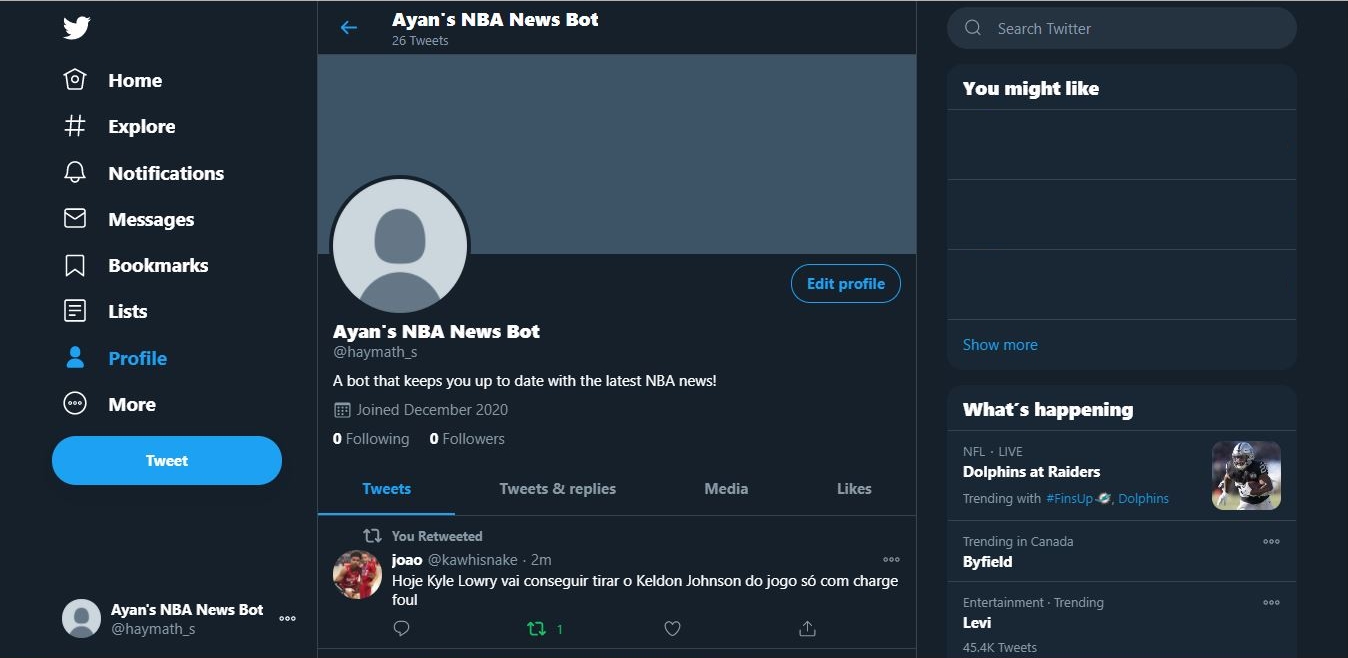 Home
Explore
Notifications
Messages
Bookmarks
Lists
Profile
More
Tweet
Ayan's NBA News Bot
@haymath_s
Ayan's NBA News Bot
26 Tweets
Edit profile
Ayan's NBA News Bot
@haymath_s
A bot that keeps you up to date with the latest NBA news!
Joined December 2020
0 Following 0 Followers
Tweets Tweets & replies Media Likes
You Retweeted
joao @kawhisnake · 2m
Hoje Kyle Lowry vai conseguir tirar o Keldon Johnson do jogo só com charge
foul
1
Search Twitter
You might like
Show more
What´s happening
NFL · LIVE
Dolphins at Raiders
Trending with #FinsUp, Dolphins
Trending in Canada
Byfield
Entertainment · Trending
Levi
45.4K Tweets